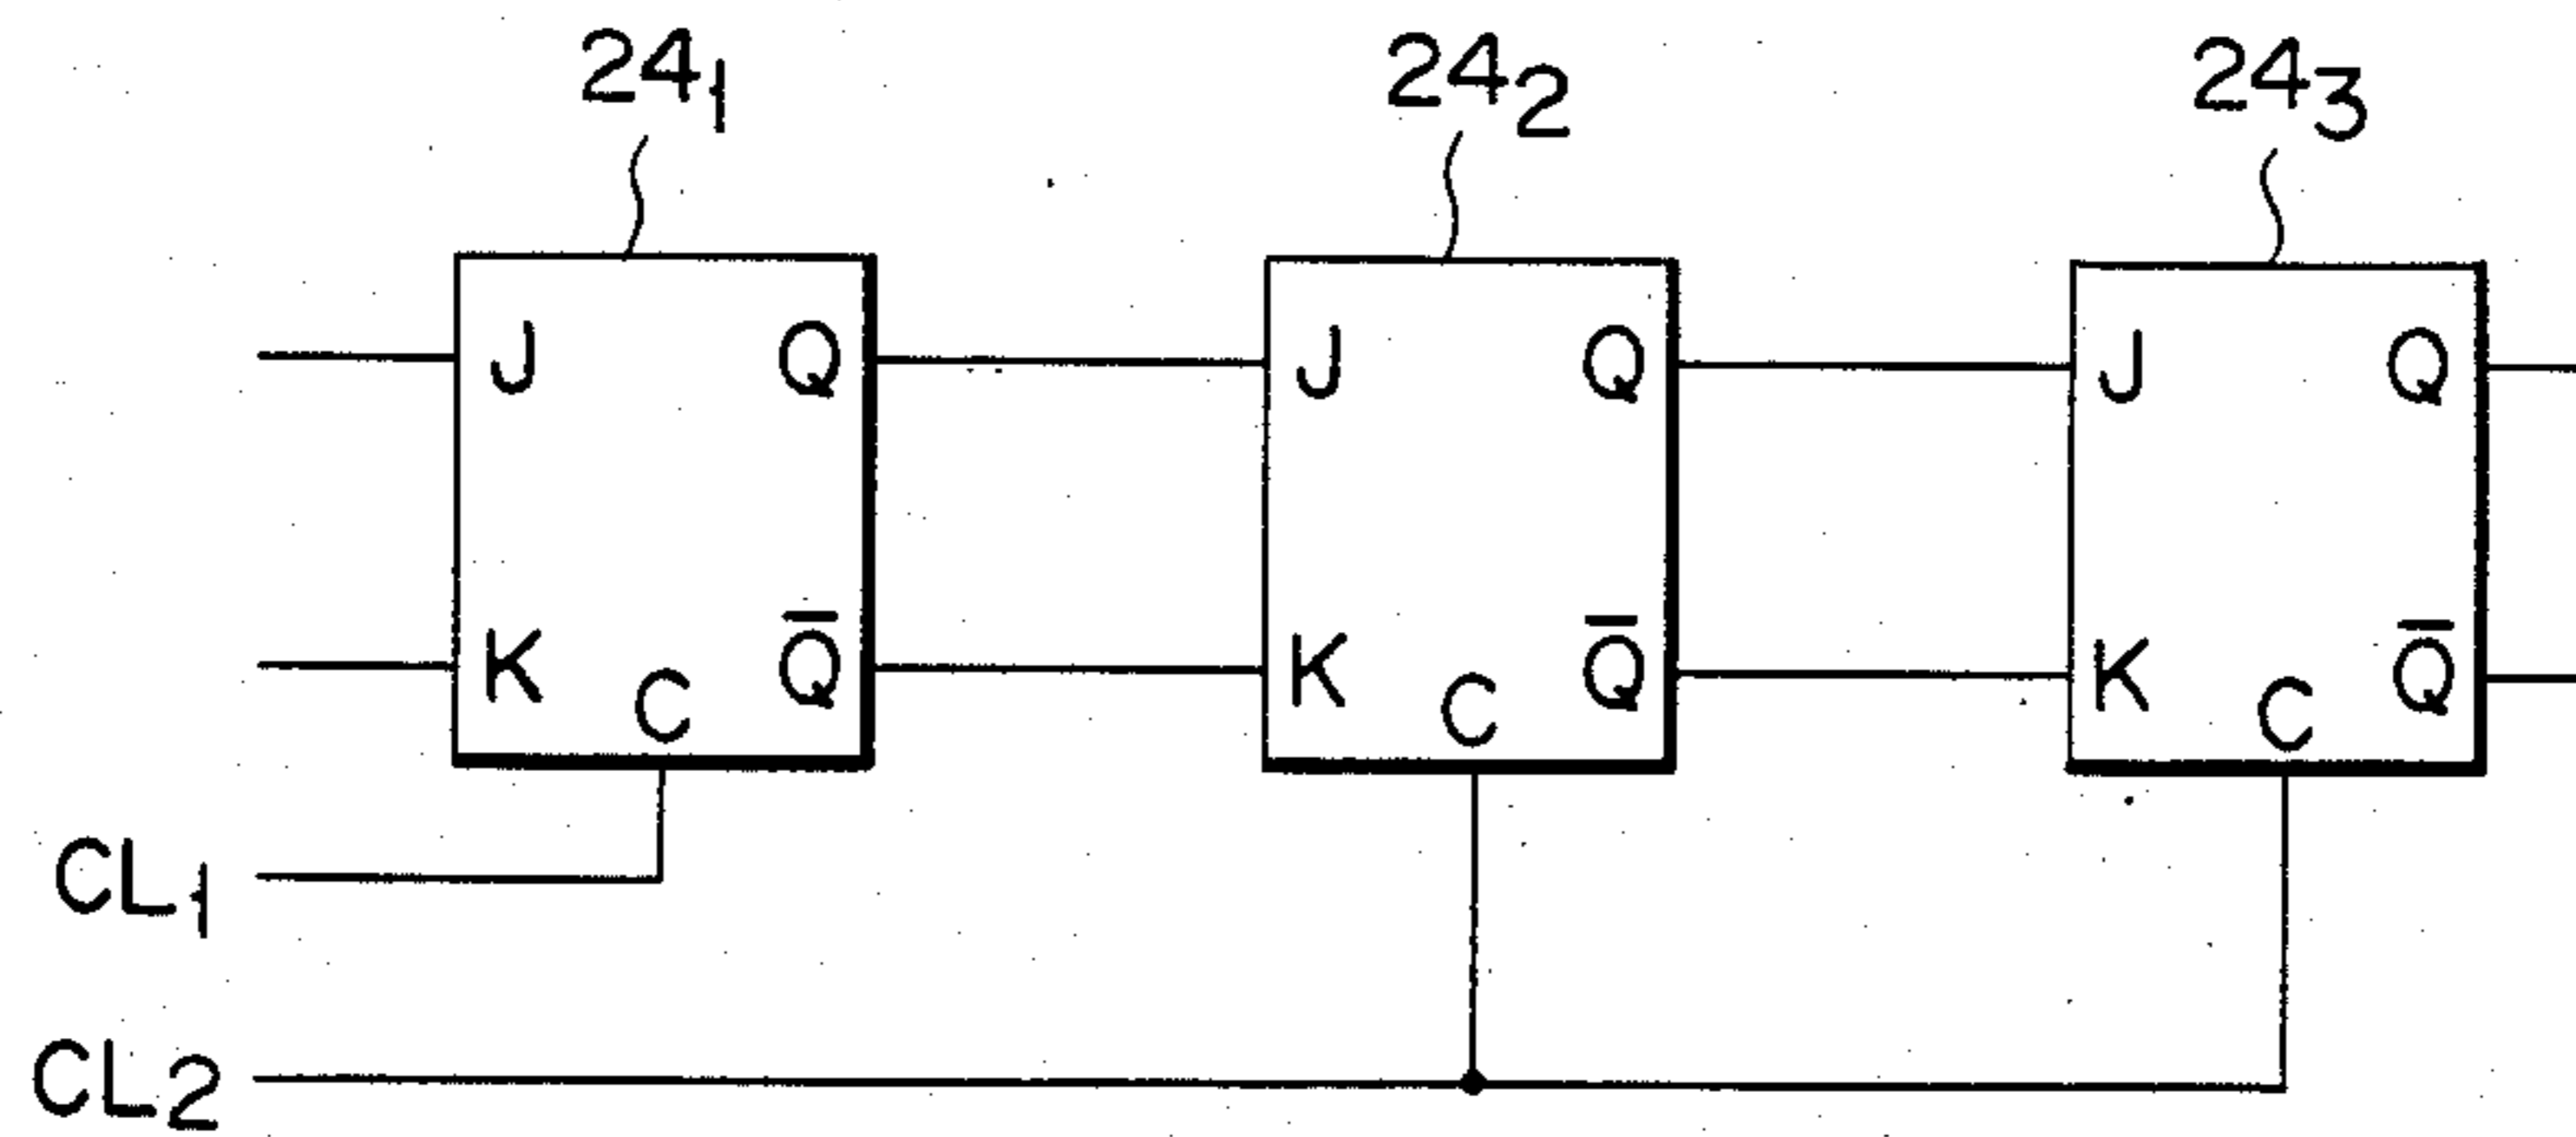 24₁ 24₂ 24₃
J Q J Q J Q
K C Q̅ K C Q̅ K C Q̅
CL₁
CL₂